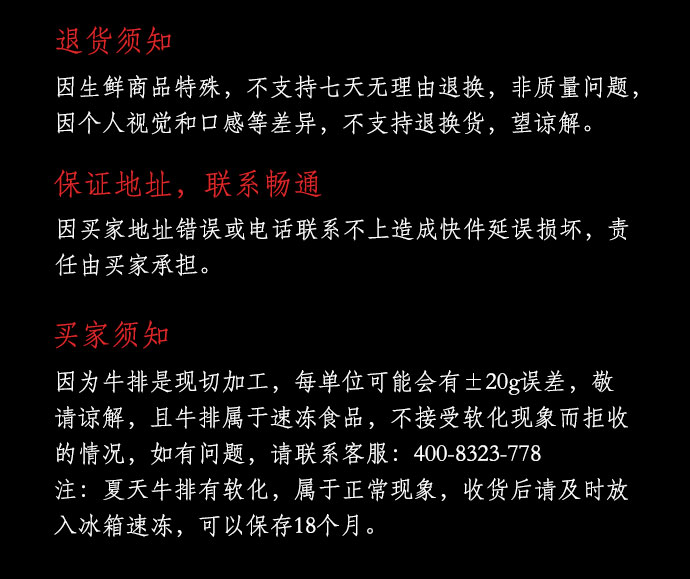 退货须知
因生鲜商品特殊，不支持七天无理由退换，非质量问题，
因个人视觉和口感等差异，不支持退换货，望谅解。
保证地址，联系畅通
因买家地址错误或电话联系不上造成快件延误损坏，责
任由买家承担。
买家须知
因为牛排是现切加工，每单位可能会有±20g误差，敬
请谅解，且牛排属于速冻食品，不接受软化现象而拒收
的情况，如有问题，请联系客服：400-8323-778
注：夏天牛排有软化，属于正常现象，收货后请及时放
入冰箱速冻，可以保存18个月。